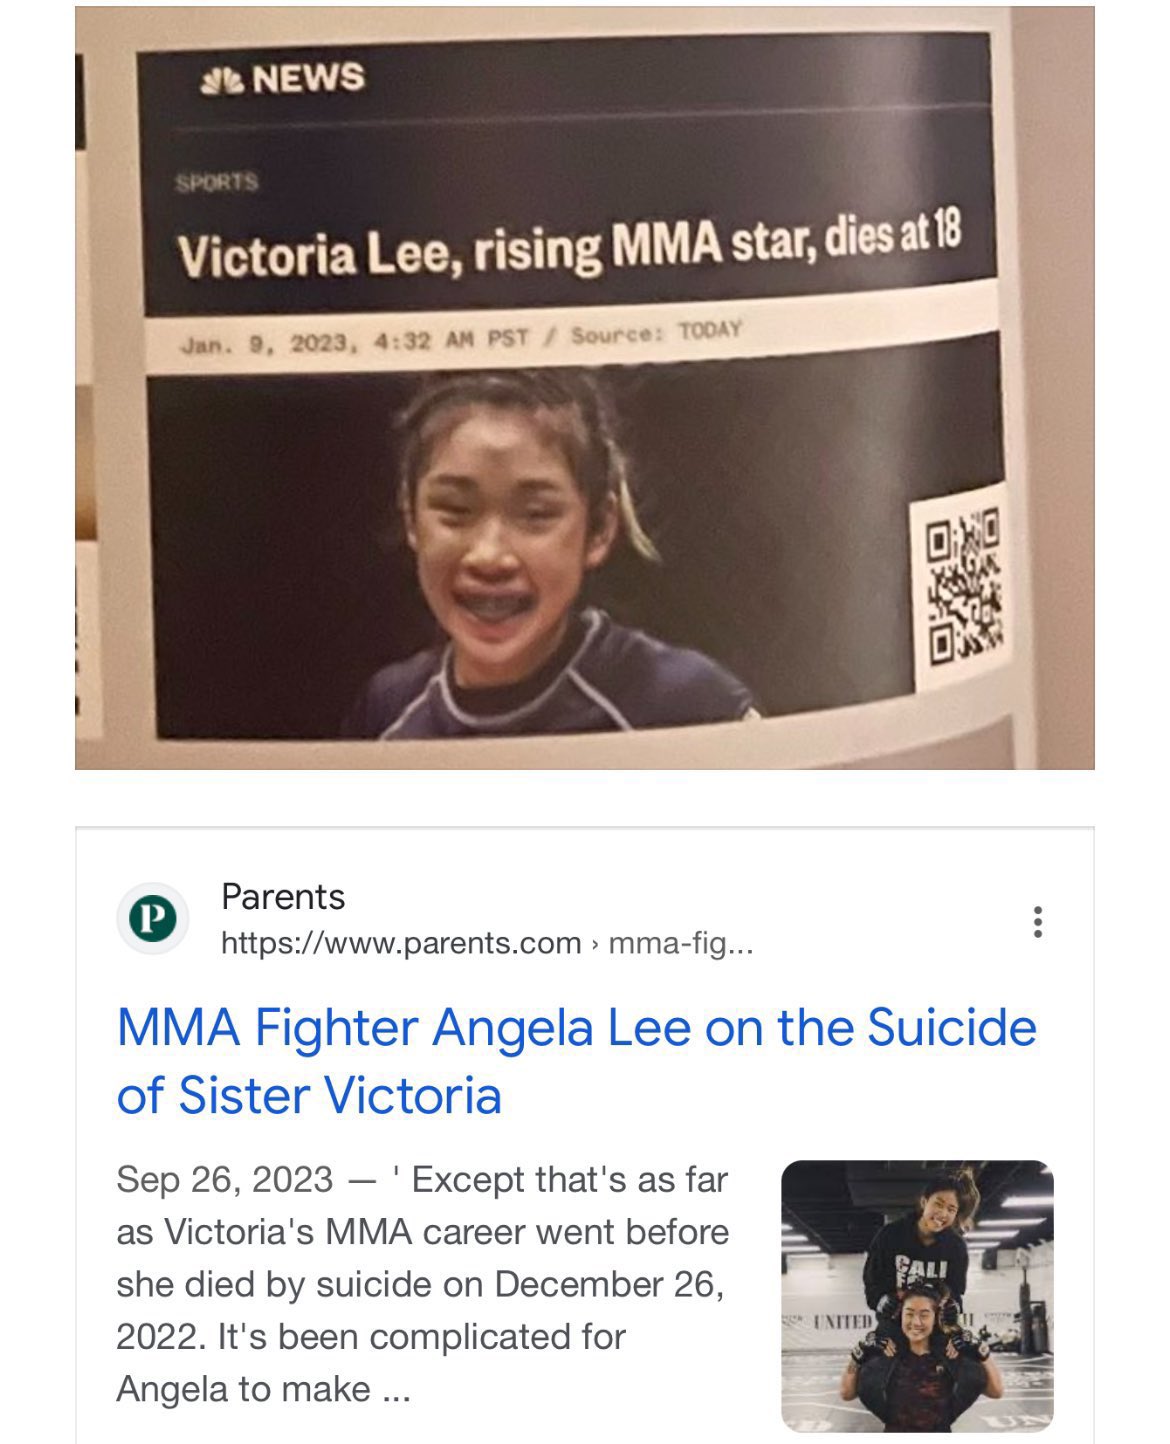 NEWS
SPORTS
Victoria Lee, rising MMA star, dies at 18
Jan. 9, 2023, 4:32 AM PST / Source: TODAY
P
Parents
https://www.parents.com › mma-fig...
MMA Fighter Angela Lee on the Suicide
of Sister Victoria
Sep 26, 2023 — ' Except that's as far
as Victoria's MMA career went before
she died by suicide on December 26,
2022. It's been complicated for
Angela to make ...
CALI
UNITED